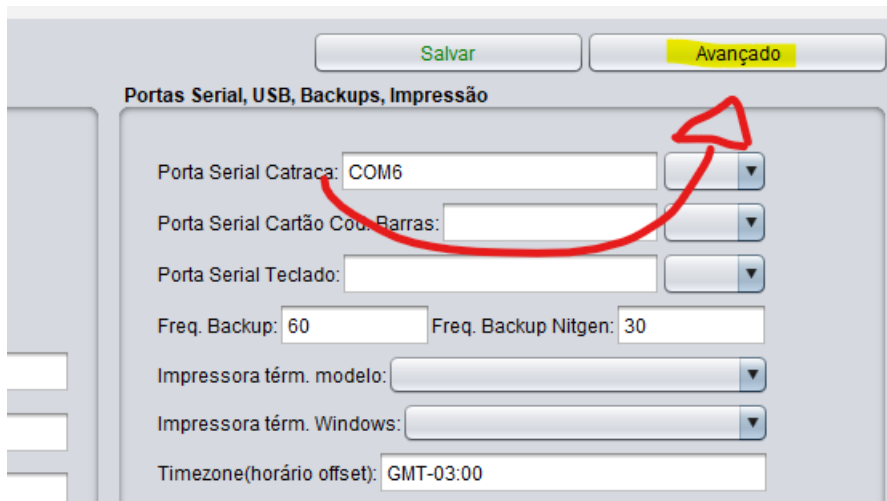 Salvar Avançado
Portas Serial, USB, Backups, Impressão
Porta Serial Catraca: COM6
Porta Serial Cartão Cod. Barras:
Porta Serial Teclado:
Freq. Backup: 60 Freq. Backup Nitgen: 30
Impressora térm. modelo:
Impressora térm. Windows:
Timezone(horário offset): GMT-03:00